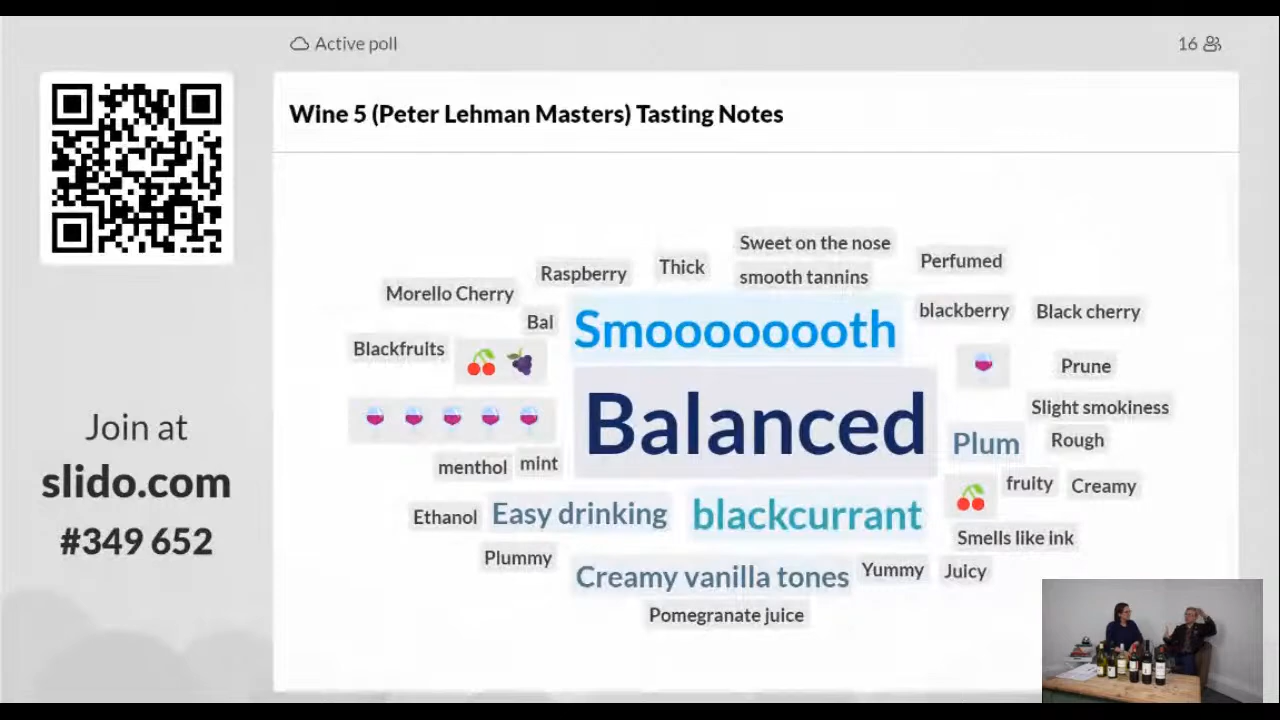 Active poll
16
Wine 5 (Peter Lehman Masters) Tasting Notes
Sweet on the nose
Perfumed
Raspberry
Thick
smooth tannins
Morello Cherry
Bal
Smoooooooth
blackberry
Black cherry
Blackfruits
Prune
Balanced
Slight smokiness
Plum
Rough
menthol
mint
fruity
Creamy
Ethanol
Easy drinking
blackcurrant
Smells like ink
Plummy
Creamy vanilla tones
Yummy
Juicy
Pomegranate juice
Join at
slido.com
#349 652